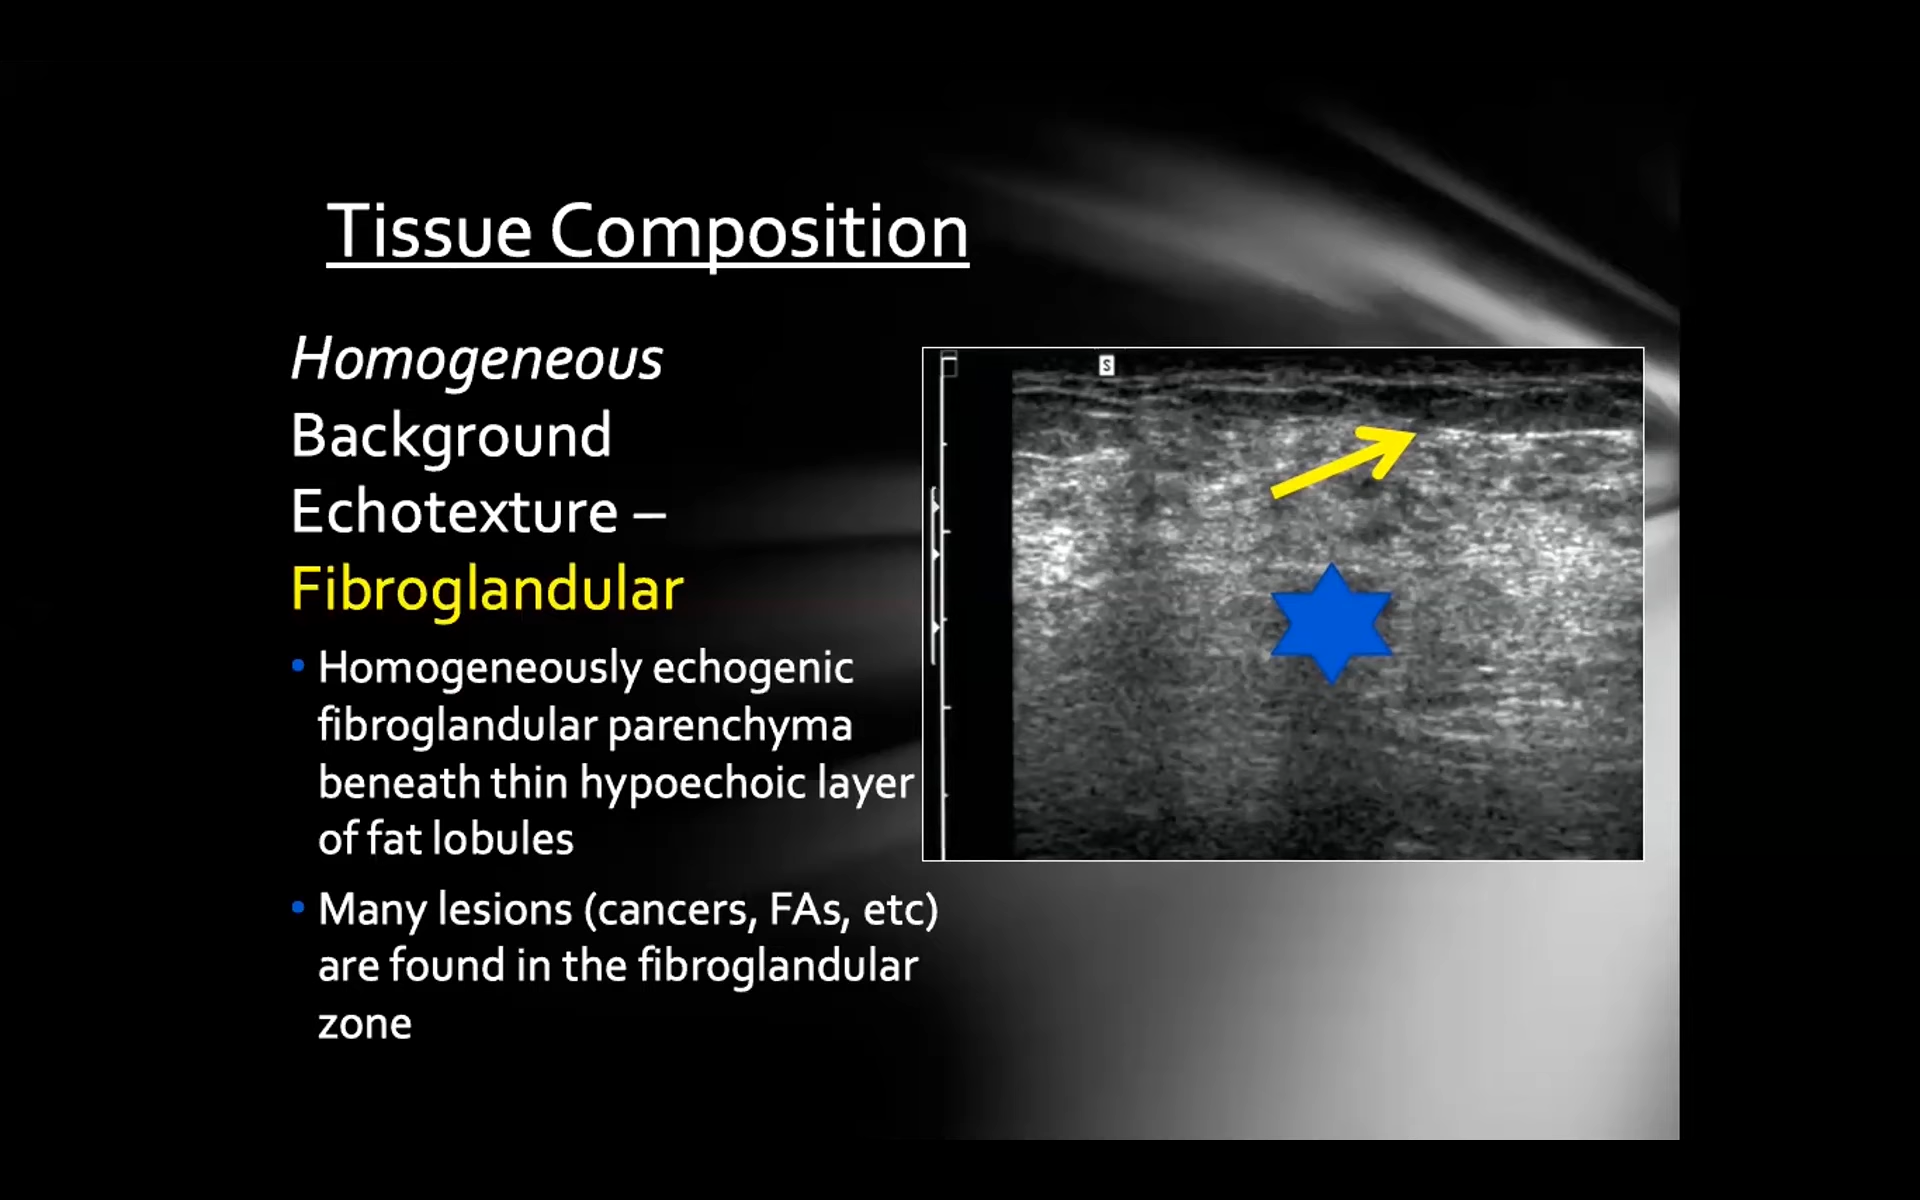 Tissue Composition
Homogeneous
Background
Echotexture –
Fibroglandular
• Homogeneously echogenic
fibroglandular parenchyma
beneath thin hypoechoic layer
of fat lobules
• Many lesions (cancers, FAs, etc)
are found in the fibroglandular
zone
S